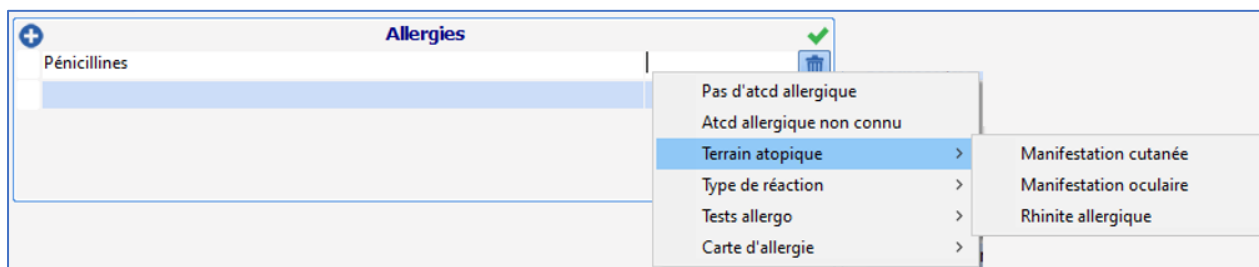 Allergies
Pénicillines
Pas d'atcd allergique
Atcd allergique non connu
Terrain atopique
Manifestation cutanée
Type de réaction
Manifestation oculaire
Tests allergo
Rhinite allergique
Carte d'allergie